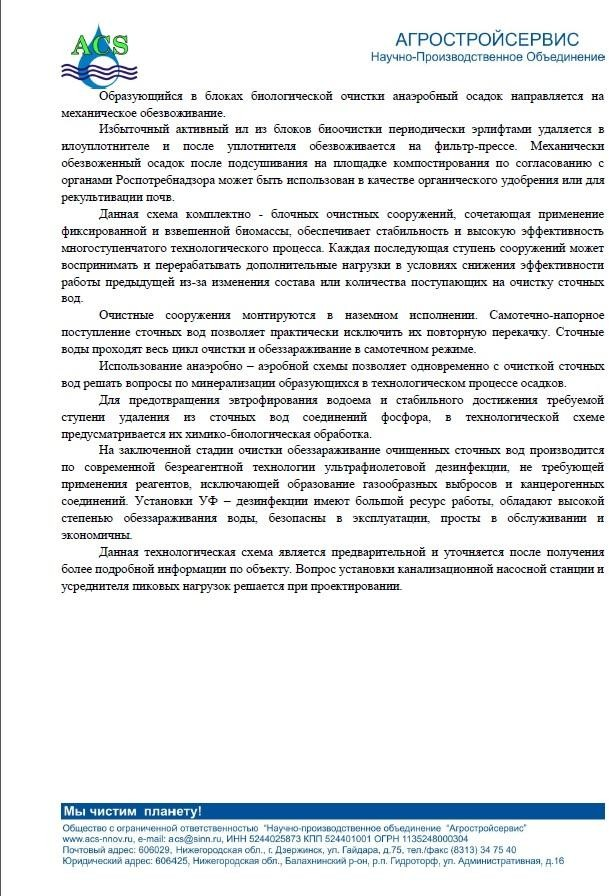 ACS
АГРОСТРОЙСЕРВИС
Научно-Производственное Объединение
Образующийся в блоках биологической очистки анаэробный осадок направляется на
механическое обезвоживание.
Избыточный активный ил из блоков биоочистки периодически эрлифтами удаляется в
илоуплотнителе и после уплотнителя обезвоживается на фильтр-прессе. Механически
обезвоженный осадок после подсушивания на площадке компостирования по согласованию с
органами Роспотребнадзора может быть использован в качестве органического удобрения или для
рекультивации почв.
Данная схема комплектно - блочных очистных сооружений, сочетающая применение
фиксированной и взвешенной биомассы, обеспечивает стабильность и высокую эффективность
многоступенчатого технологического процесса. Каждая последующая ступень сооружений может
воспринимать и перерабатывать дополнительные нагрузки в условиях снижения эффективности
работы предыдущей из-за изменения состава или количества поступающих на очистку сточных
вод.
Очистные сооружения монтируются в наземном исполнении. Самотечно-напорное
поступление сточных вод позволяет практически исключить их повторную перекачку. Сточные
воды проходят весь цикл очистки и обеззараживание в самотечном режиме.
Использование анаэробно – аэробной схемы позволяет одновременно с очисткой сточных
вод решать вопросы по минерализации образующихся в технологическом процессе осадков.
Для предотвращения эвтрофирования водоема и стабильного достижения требуемой
ступени удаления из сточных вод соединений фосфора, в технологической схеме
предусматривается их химико-биологическая обработка.
На заключенной стадии очистки обеззараживание очищенных сточных вод производится
по современной безреагентной технологии ультрафиолетовой дезинфекции, не требующей
применения реагентов, исключающей образование газообразных выбросов и канцерогенных
соединений. Установки УФ – дезинфекции имеют большой ресурс работы, обладают высокой
степенью обеззараживания воды, безопасны в эксплуатации, просты в обслуживании и
экономичны.
Данная технологическая схема является предварительной и уточняется после получения
более подробной информации по объекту. Вопрос установки канализационной насосной станции и
усреднителя пиковых нагрузок решается при проектировании.
Мы чистим планету!
Общество с ограниченной ответственностью "Научно-производственное объединение "Агростройсервис"
www.acs-nnov.ru, e-mail: acs@sinn.ru, ИНН 5244025873 КПП 524401001 ОГРН 1135248000304
Почтовый адрес: 606029, Нижегородская обл., г. Дзержинск, ул. Гайдара, д.75, тел./факс (8313) 34 75 40
Юридический адрес: 606425, Нижегородская обл., Балахнинский р-он, р.п. Гидроторф, ул. Административная, д.16